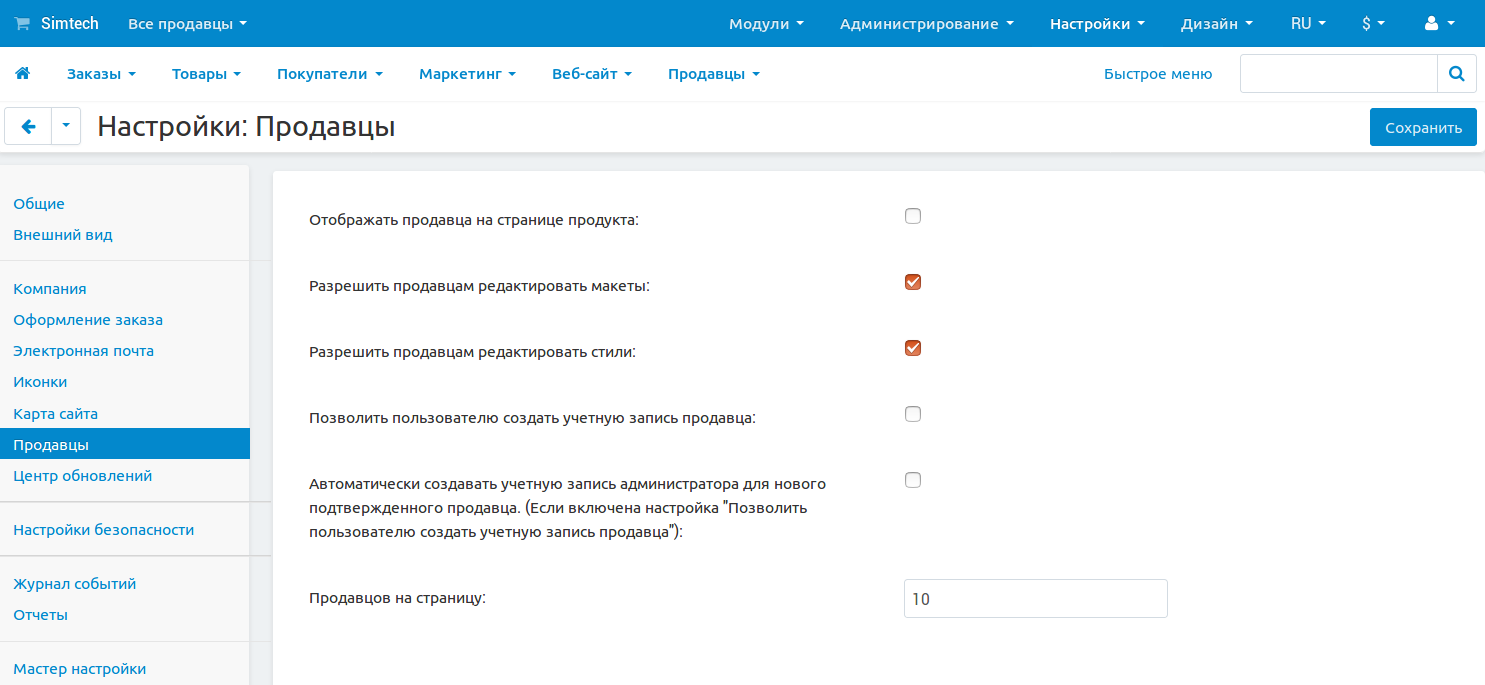 Simtech Все продавцы Модули Администрирование Настройки Дизайн RU $
Заказы Товары Покупатели Маркетинг Веб-сайт Продавцы Быстрое меню
Настройки: Продавцы Сохранить
Общие
Внешний вид
Компания
Оформление заказа
Электронная почта
Иконки
Карта сайта
Продавцы
Центр обновлений
Настройки безопасности
Журнал событий
Отчеты
Мастер настройки
Отображать продавца на странице продукта:
Разрешить продавцам редактировать макеты:
Разрешить продавцам редактировать стили:
Позволить пользователю создать учетную запись продавца:
Автоматически создавать учетную запись администратора для нового
подтвержденного продавца. (Если включена настройка "Позволить
пользователю создать учетную запись продавца"):
Продавцов на страницу: 10